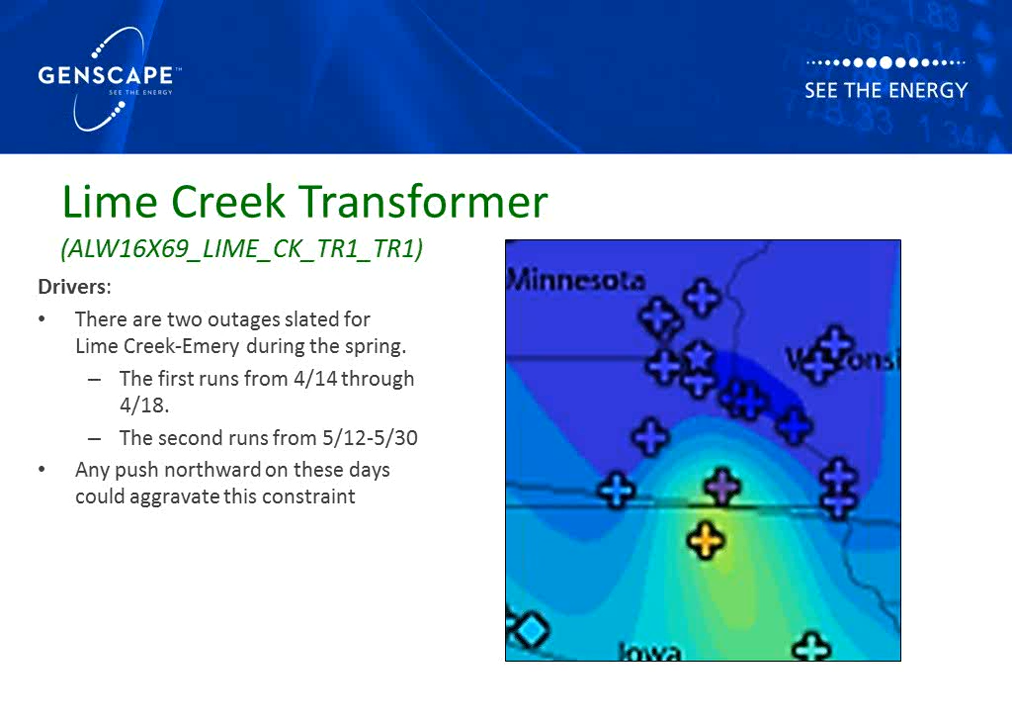 GENSCAPE™
SEE THE ENERGY
SEE THE ENERGY
Lime Creek Transformer
(ALW16X69_LIME_CK_TR1_TR1)
Drivers:
• There are two outages slated for
Lime Creek-Emery during the spring.
– The first runs from 4/14 through
4/18.
– The second runs from 5/12-5/30
• Any push northward on these days
could aggravate this constraint
Minnesota
Iowa